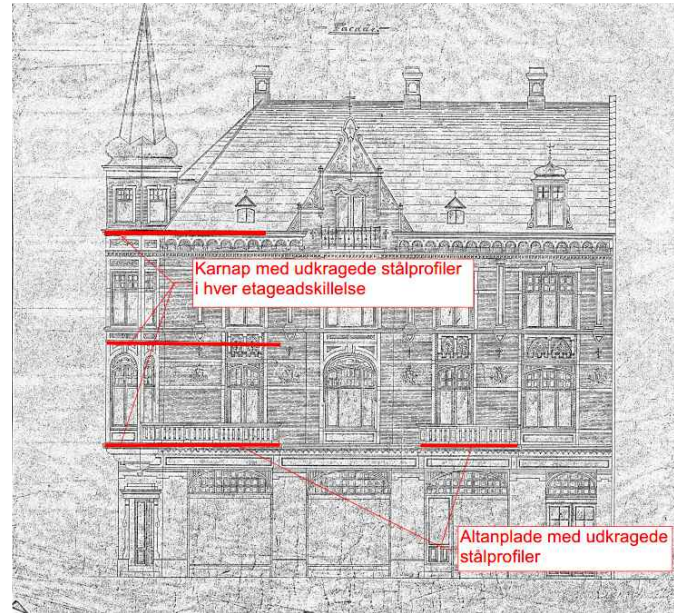 Facade
Karnap med udkragede stålprofiler
i hver etageadskillelse
Altanplade med udkragede
stålprofiler